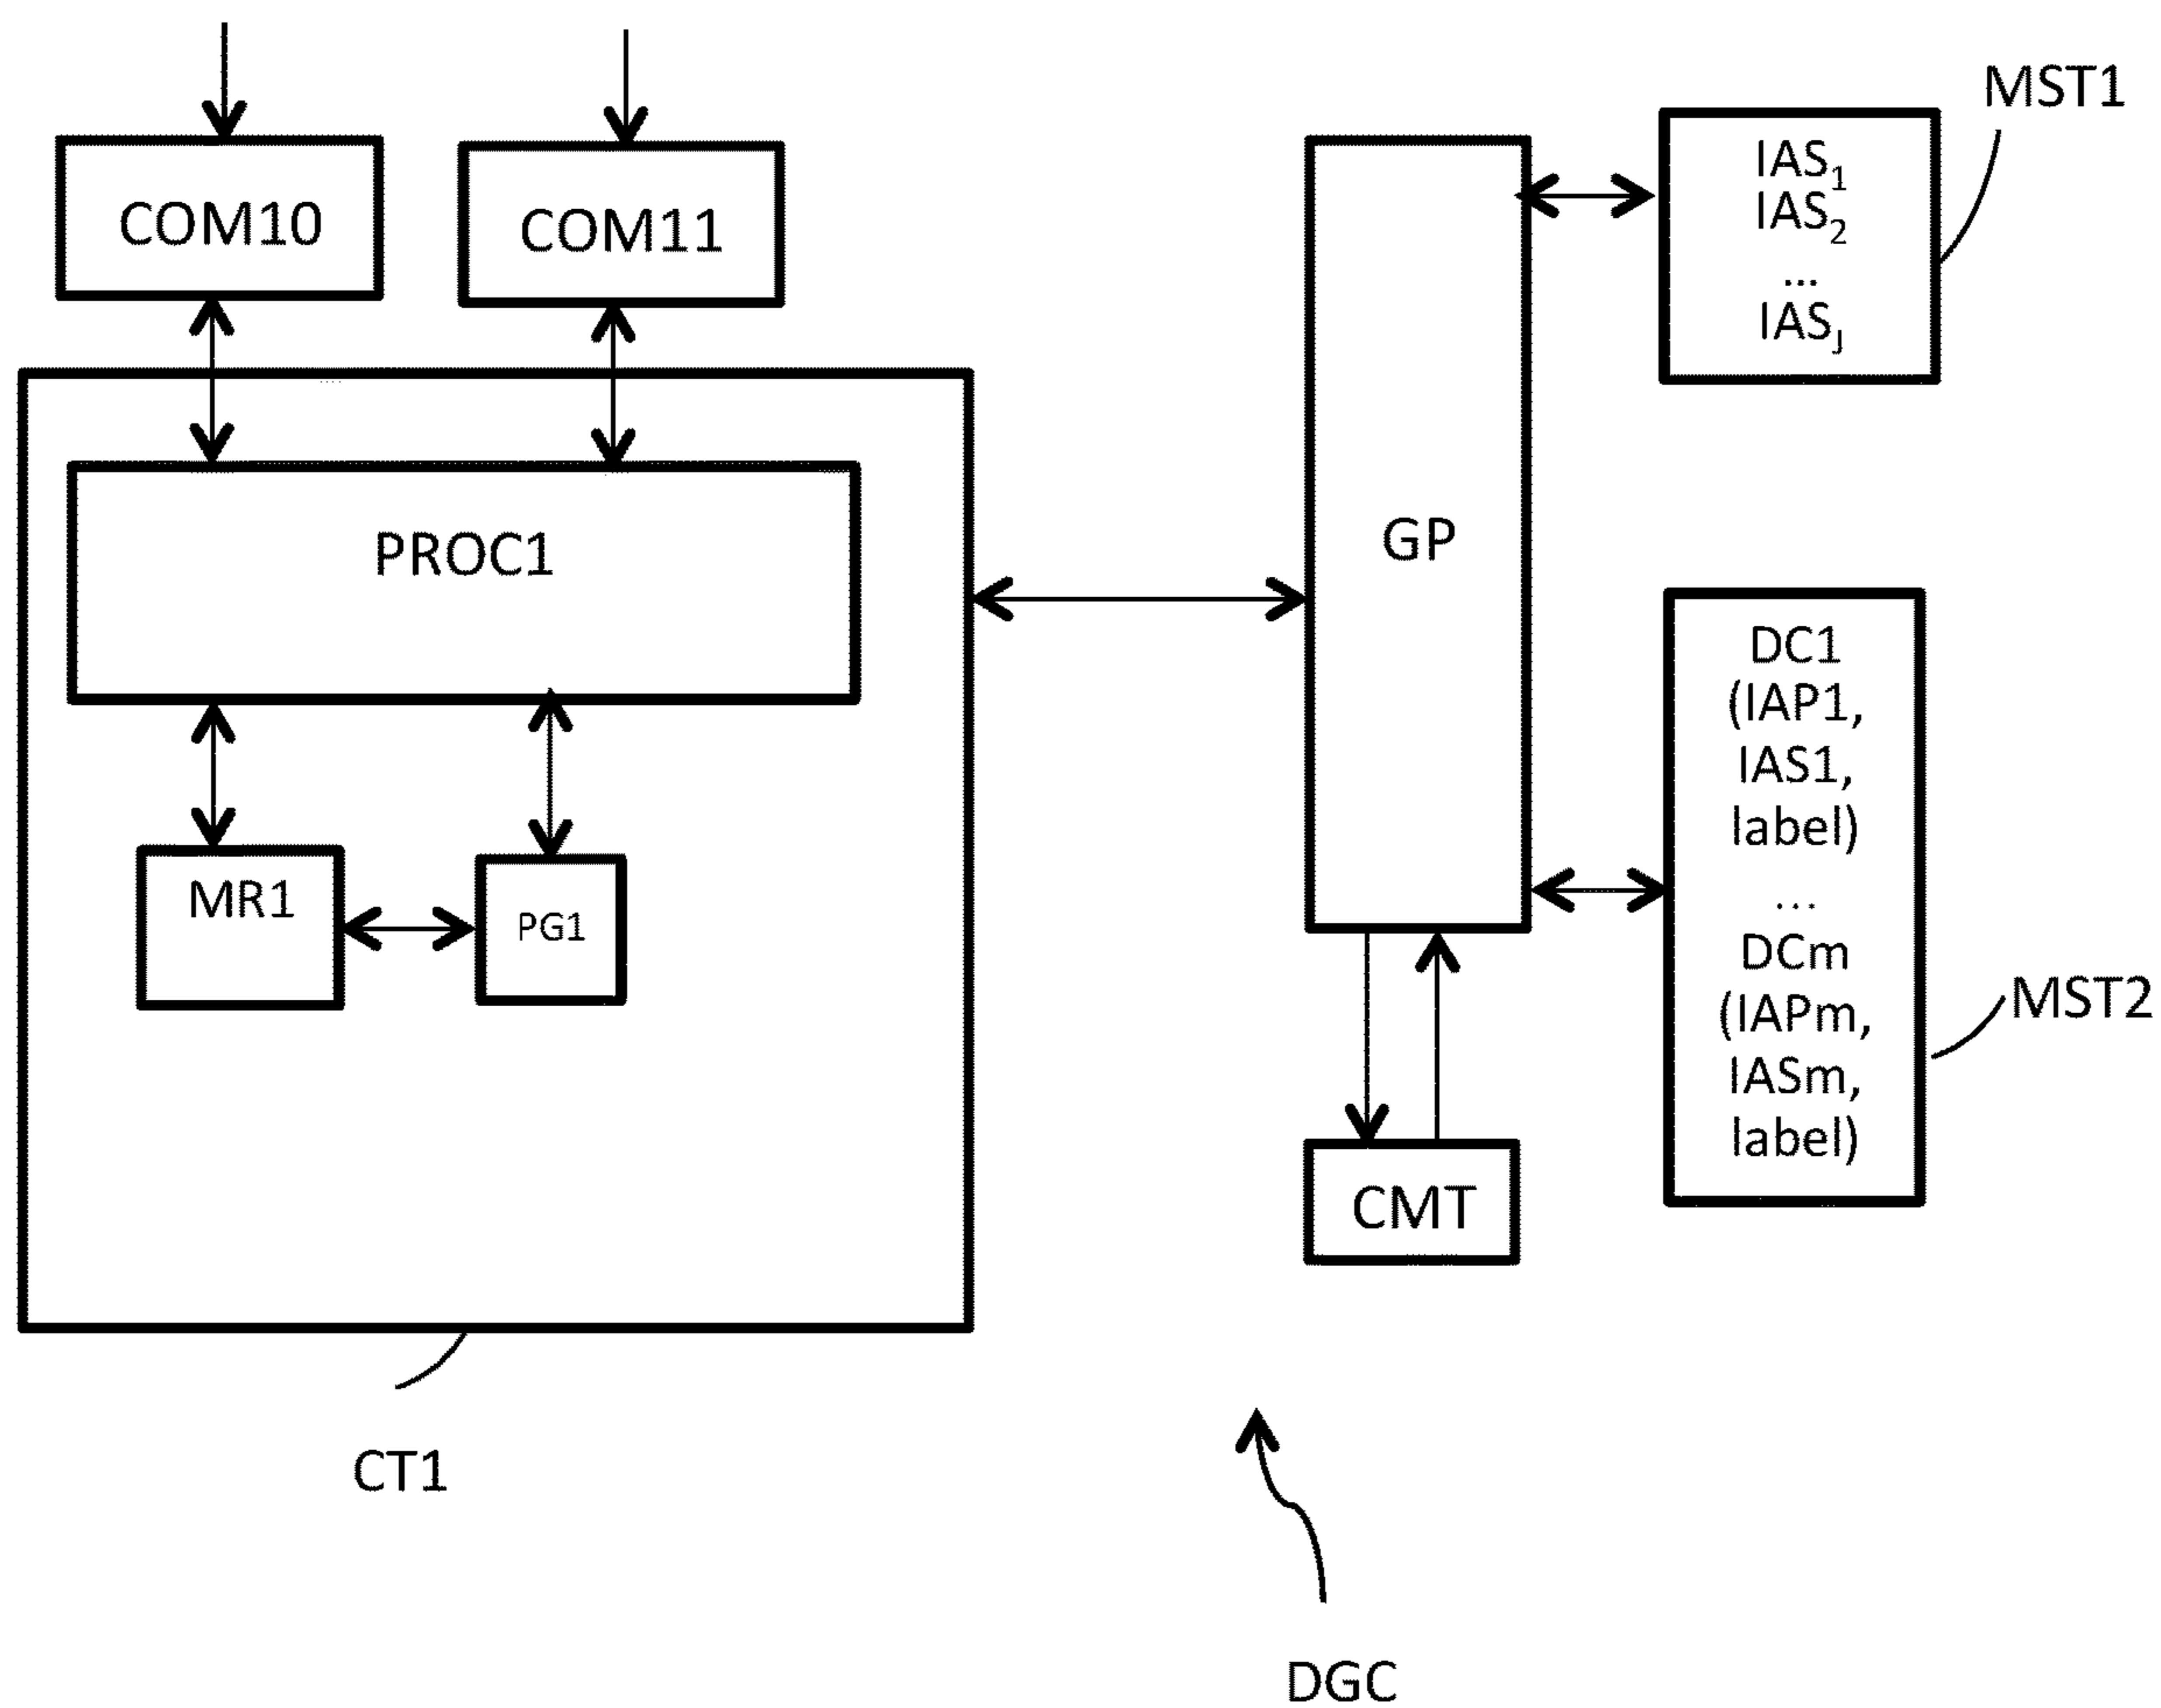 COM10
COM11
PROC1
MR1
PG1
CT1
GP
CMT
MST1
IAS₁
IAS₂
...
IASJ
DC1
(IAP1,
IAS1,
label)
...
DCm
(IAPm,
IASm,
label)
MST2
DGC